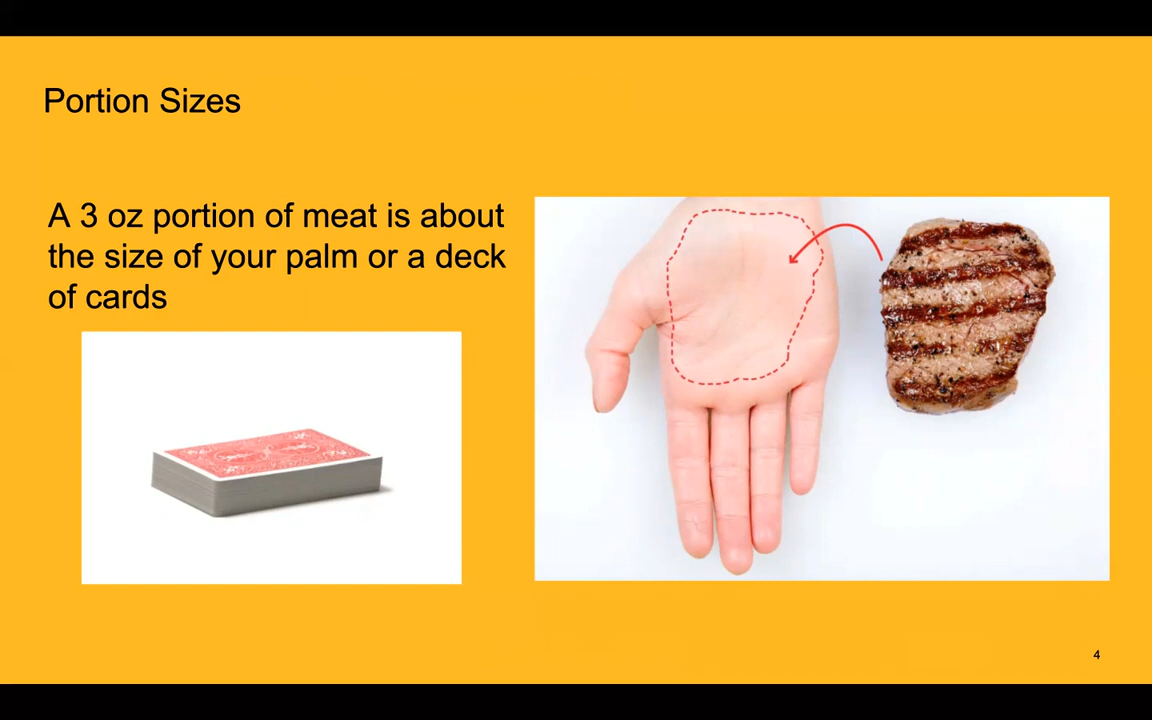 Portion Sizes
A 3 oz portion of meat is about
the size of your palm or a deck
of cards
4